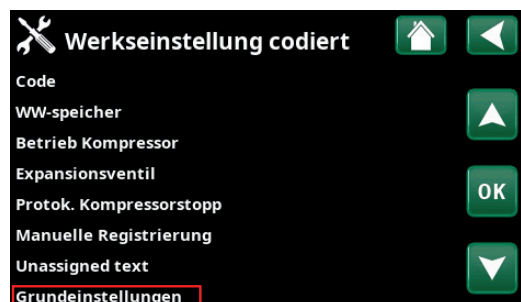 Werkseinstellung codiert
Code
WW-speicher
Betrieb Kompressor
Expansionsventil
OK
Protok. Kompressorstopp
Manuelle Registrierung
Unassigned text
Grundeinstellungen